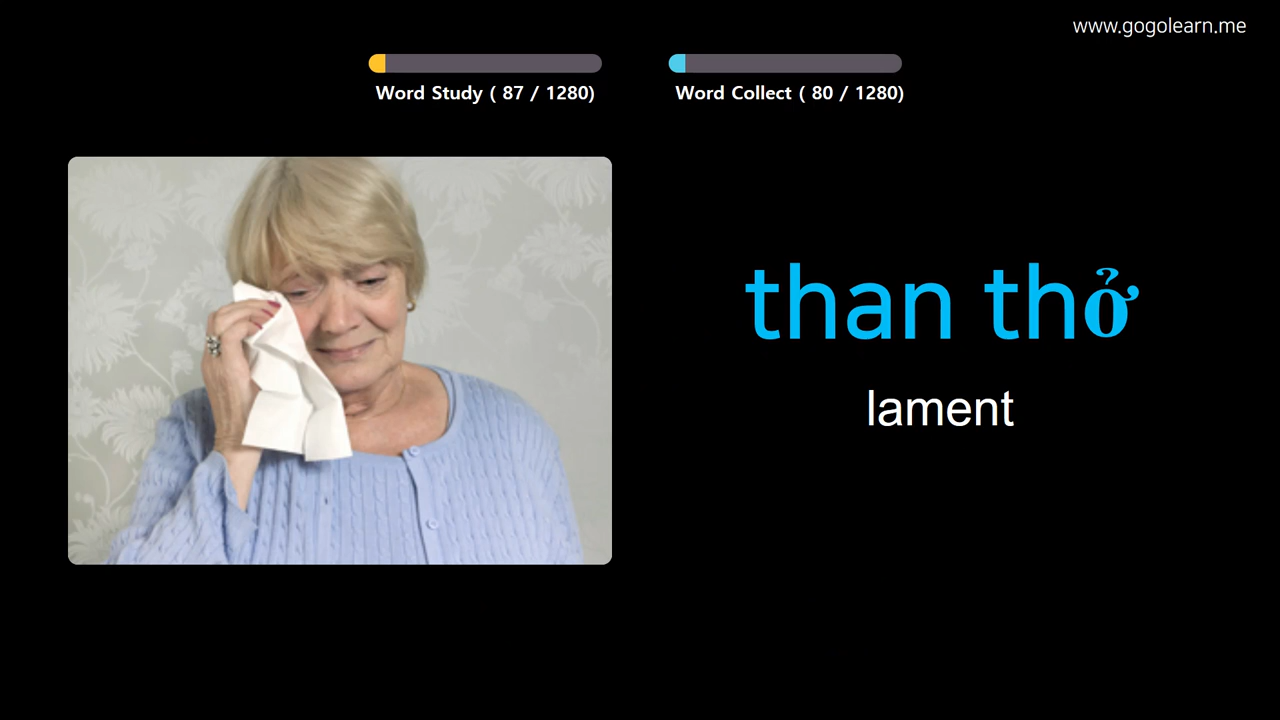 www.gogolearn.me
Word Study ( 87 / 1280)
Word Collect ( 80 / 1280)
than thở
lament